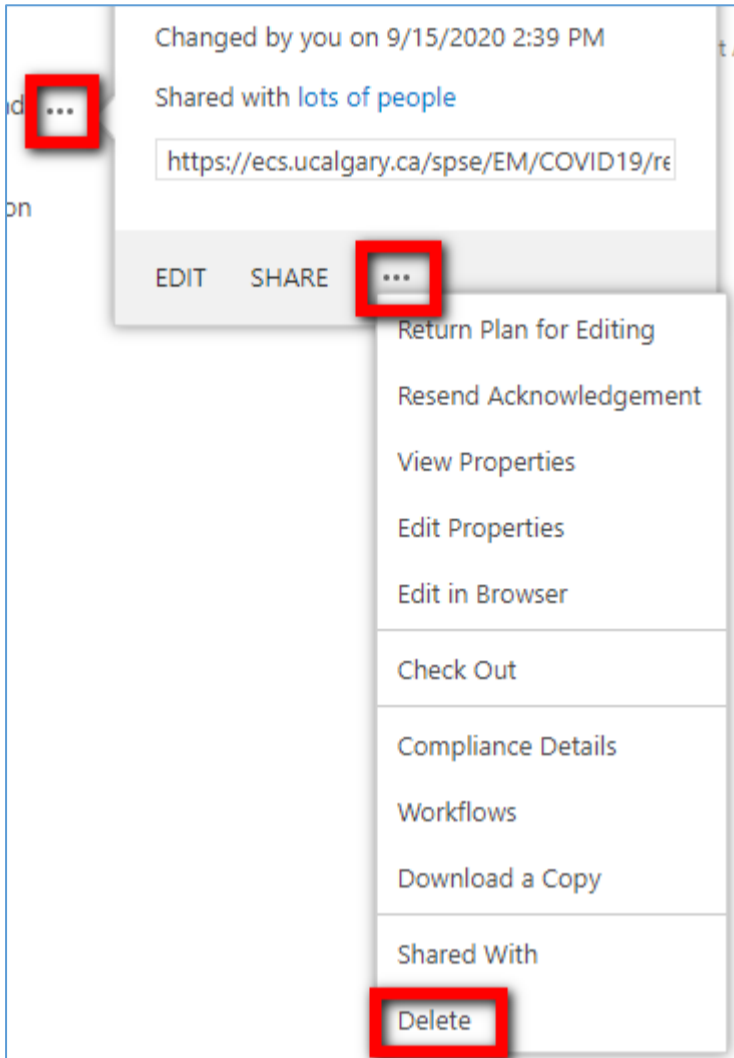 Changed by you on 9/15/2020 2:39 PM
Shared with lots of people
...
https://ecs.ucalgary.ca/spse/EM/COVID19/re
on
EDIT SHARE ...
Return Plan for Editing
Resend Acknowledgement
View Properties
Edit Properties
Edit in Browser
Check Out
Compliance Details
Workflows
Download a Copy
Shared With
Delete